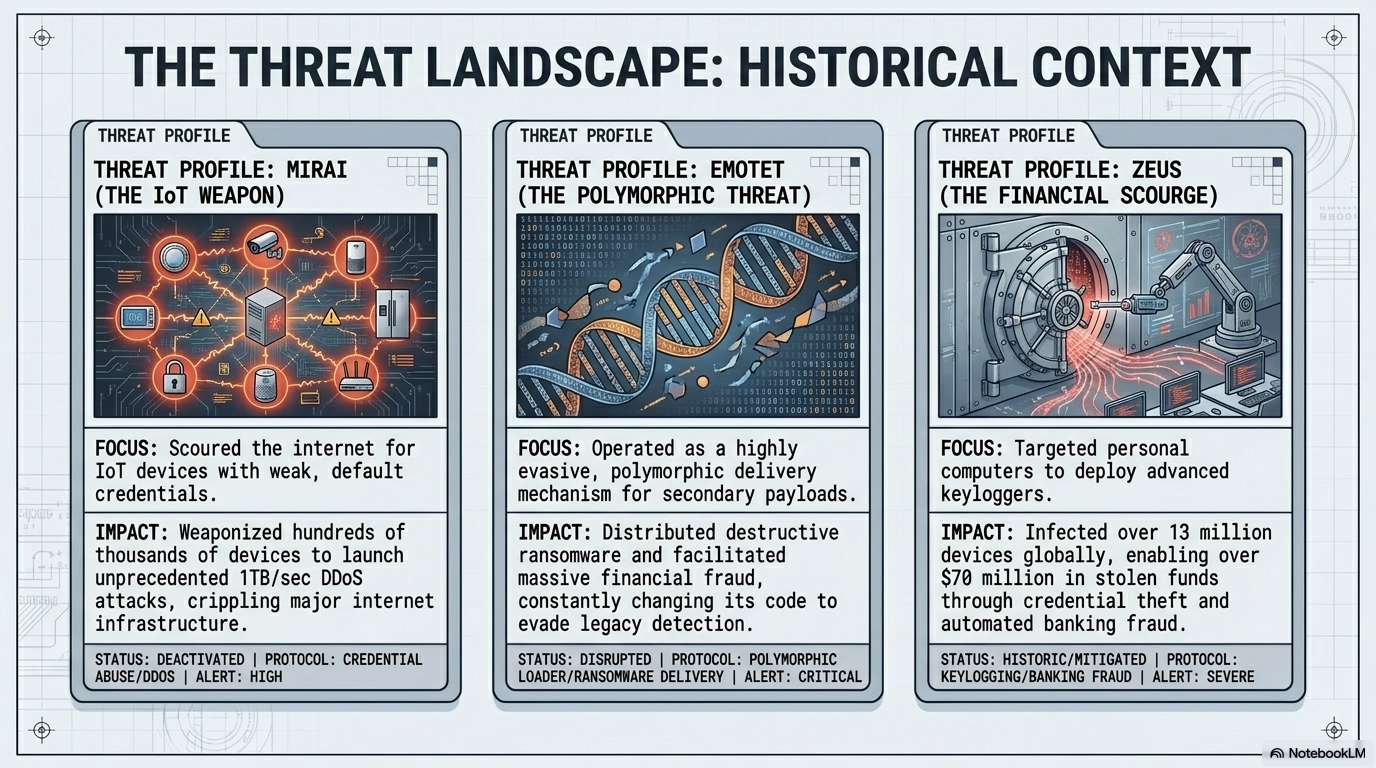 THE THREAT LANDSCAPE: HISTORICAL CONTEXT
THREAT PROFILE
THREAT PROFILE: MIRAI
(THE IoT WEAPON)
FOCUS: Scoured the internet for
IoT devices with weak, default
credentials.
IMPACT: Weaponized hundreds of
thousands of devices to launch
unprecedented 1TB/sec DDoS
attacks, crippling major internet
infrastructure.
STATUS: DEACTIVATED | PROTOCOL: CREDENTIAL
ABUSE/DDOS | ALERT: HIGH
THREAT PROFILE
THREAT PROFILE: EMOTET
(THE POLYMORPHIC THREAT)
FOCUS: Operated as a highly
evasive, polymorphic delivery
mechanism for secondary payloads.
IMPACT: Distributed destructive
ransomware and facilitated
massive financial fraud,
constantly changing its code to
evade legacy detection.
STATUS: DISRUPTED | PROTOCOL: POLYMORPHIC
LOADER/RANSOMWARE DELIVERY | ALERT: CRITICAL
THREAT PROFILE
THREAT PROFILE: ZEUS
(THE FINANCIAL SCOURGE)
FOCUS: Targeted personal
computers to deploy advanced
keyloggers.
IMPACT: Infected over 13 million
devices globally, enabling over
$70 million in stolen funds
through credential theft and
automated banking fraud.
STATUS: HISTORIC/MITIGATED | PROTOCOL:
KEYLOGGING/BANKING FRAUD | ALERT: SEVERE
NotebookLM